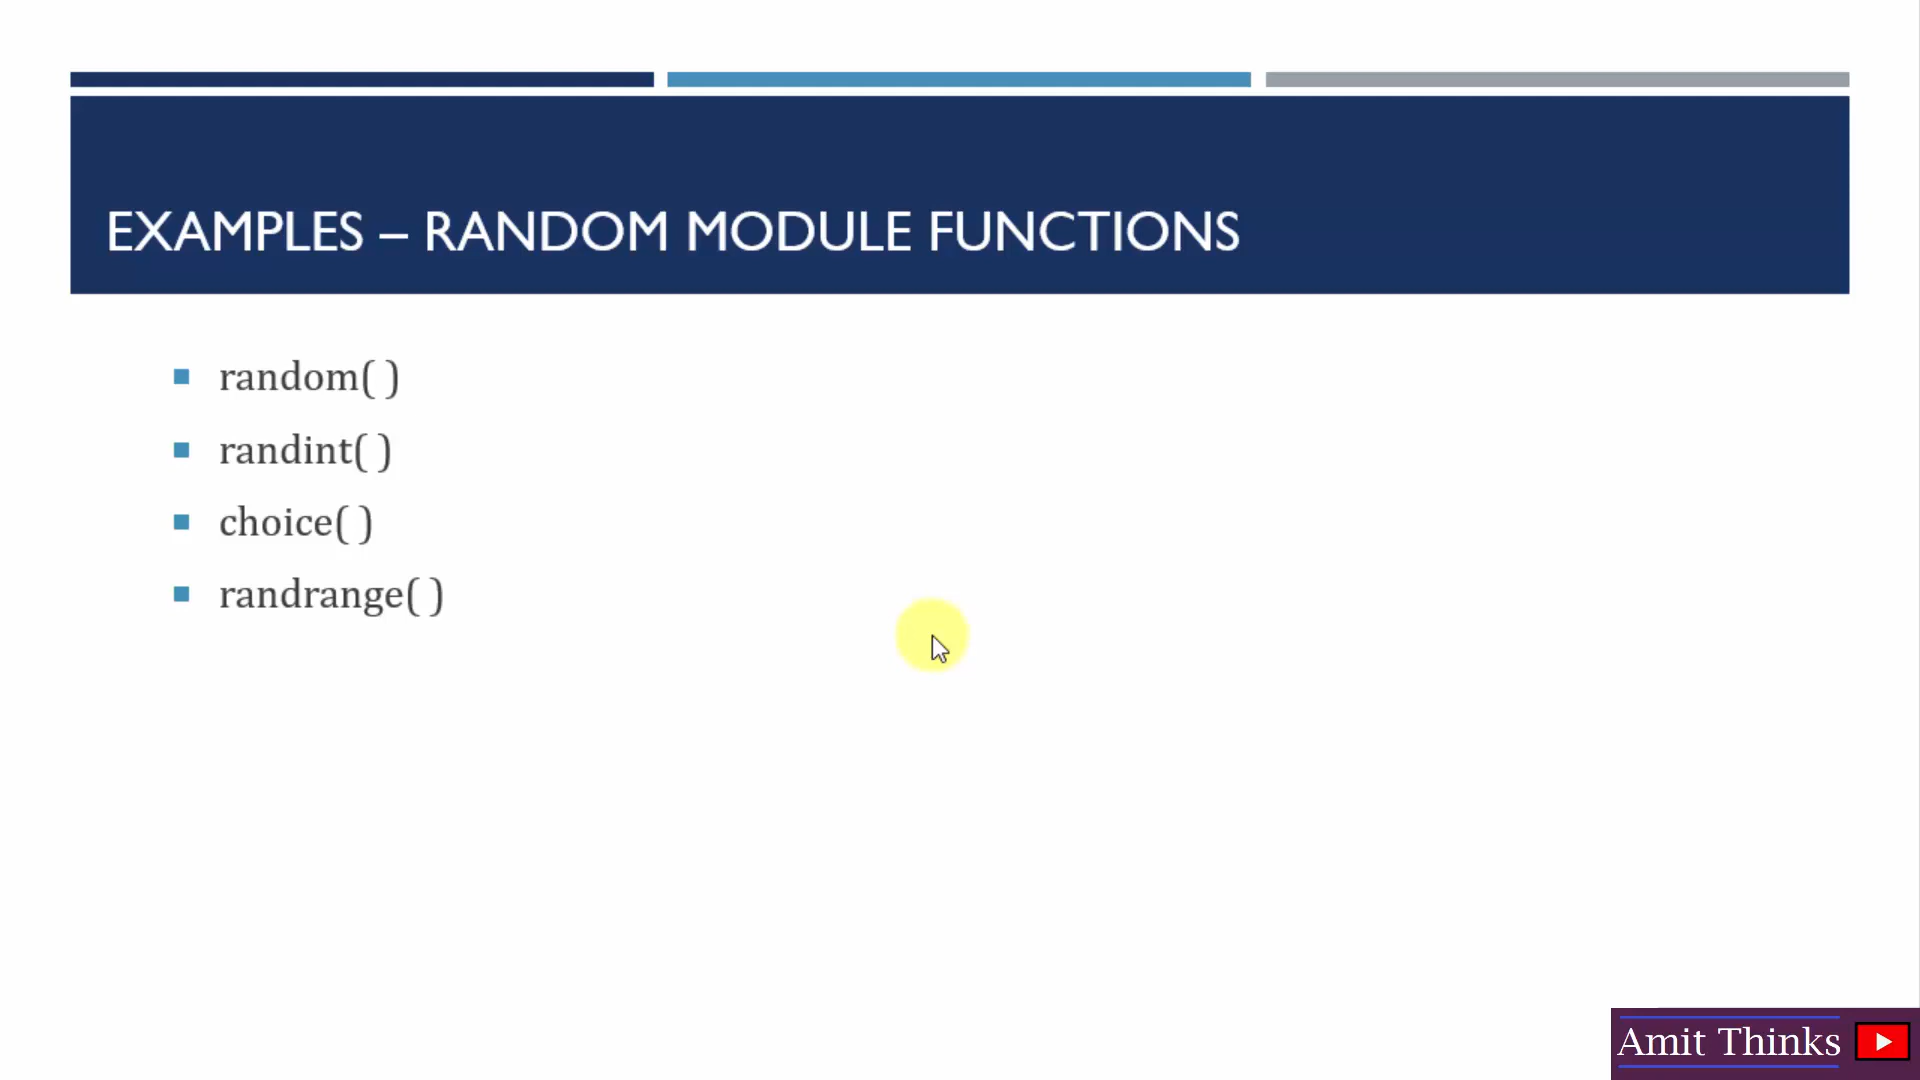 EXAMPLES – RANDOM MODULE FUNCTIONS
random( )
randint( )
choice( )
randrange( )
Amit Thinks